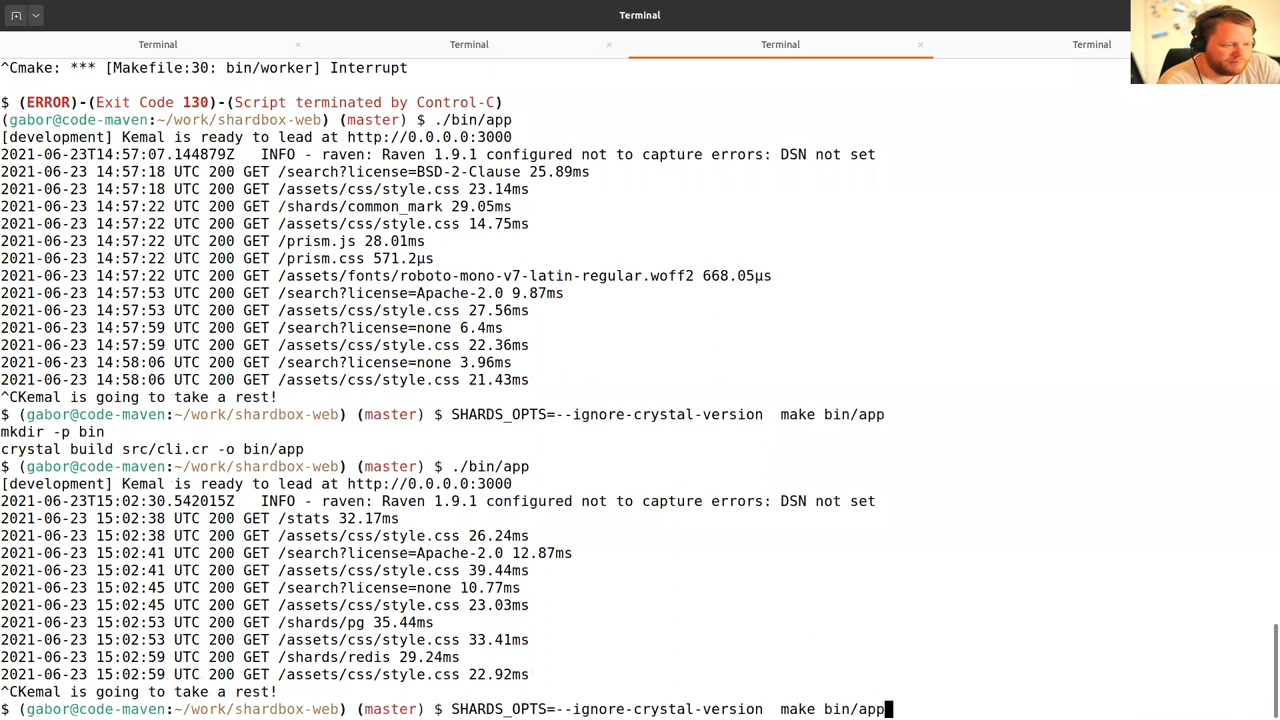 Terminal
Terminal
×
Terminal
×
Terminal
×
Terminal
^Cmake: *** [Makefile:30: bin/worker] Interrupt
$ (ERROR)-(Exit Code 130)-(Script terminated by Control-C)
(gabor@code-maven:~/work/shardbox-web) (master) $ ./bin/app
[development] Kemal is ready to lead at http://0.0.0.0:3000
2021-06-23T14:57:07.144879Z   INFO - raven: Raven 1.9.1 configured not to capture errors: DSN not set
2021-06-23 14:57:18 UTC 200 GET /search?license=BSD-2-Clause 25.89ms
2021-06-23 14:57:18 UTC 200 GET /assets/css/style.css 23.14ms
2021-06-23 14:57:22 UTC 200 GET /shards/common_mark 29.05ms
2021-06-23 14:57:22 UTC 200 GET /assets/css/style.css 14.75ms
2021-06-23 14:57:22 UTC 200 GET /prism.js 28.01ms
2021-06-23 14:57:22 UTC 200 GET /prism.css 571.2µs
2021-06-23 14:57:22 UTC 200 GET /assets/fonts/roboto-mono-v7-latin-regular.woff2 668.05µs
2021-06-23 14:57:53 UTC 200 GET /search?license=Apache-2.0 9.87ms
2021-06-23 14:57:53 UTC 200 GET /assets/css/style.css 27.56ms
2021-06-23 14:57:59 UTC 200 GET /search?license=none 6.4ms
2021-06-23 14:57:59 UTC 200 GET /assets/css/style.css 22.36ms
2021-06-23 14:58:06 UTC 200 GET /search?license=none 3.96ms
2021-06-23 14:58:06 UTC 200 GET /assets/css/style.css 21.43ms
^CKemal is going to take a rest!
$ (gabor@code-maven:~/work/shardbox-web) (master) $ SHARDS_OPTS=--ignore-crystal-version  make bin/app
mkdir -p bin
crystal build src/cli.cr -o bin/app
$ (gabor@code-maven:~/work/shardbox-web) (master) $ ./bin/app
[development] Kemal is ready to lead at http://0.0.0.0:3000
2021-06-23T15:02:30.542015Z   INFO - raven: Raven 1.9.1 configured not to capture errors: DSN not set
2021-06-23 15:02:38 UTC 200 GET /stats 32.17ms
2021-06-23 15:02:38 UTC 200 GET /assets/css/style.css 26.24ms
2021-06-23 15:02:41 UTC 200 GET /search?license=Apache-2.0 12.87ms
2021-06-23 15:02:41 UTC 200 GET /assets/css/style.css 39.44ms
2021-06-23 15:02:45 UTC 200 GET /search?license=none 10.77ms
2021-06-23 15:02:45 UTC 200 GET /assets/css/style.css 23.03ms
2021-06-23 15:02:53 UTC 200 GET /shards/pg 35.44ms
2021-06-23 15:02:53 UTC 200 GET /assets/css/style.css 33.41ms
2021-06-23 15:02:59 UTC 200 GET /shards/redis 29.24ms
2021-06-23 15:02:59 UTC 200 GET /assets/css/style.css 22.92ms
^CKemal is going to take a rest!
$ (gabor@code-maven:~/work/shardbox-web) (master) $ SHARDS_OPTS=--ignore-crystal-version  make bin/app